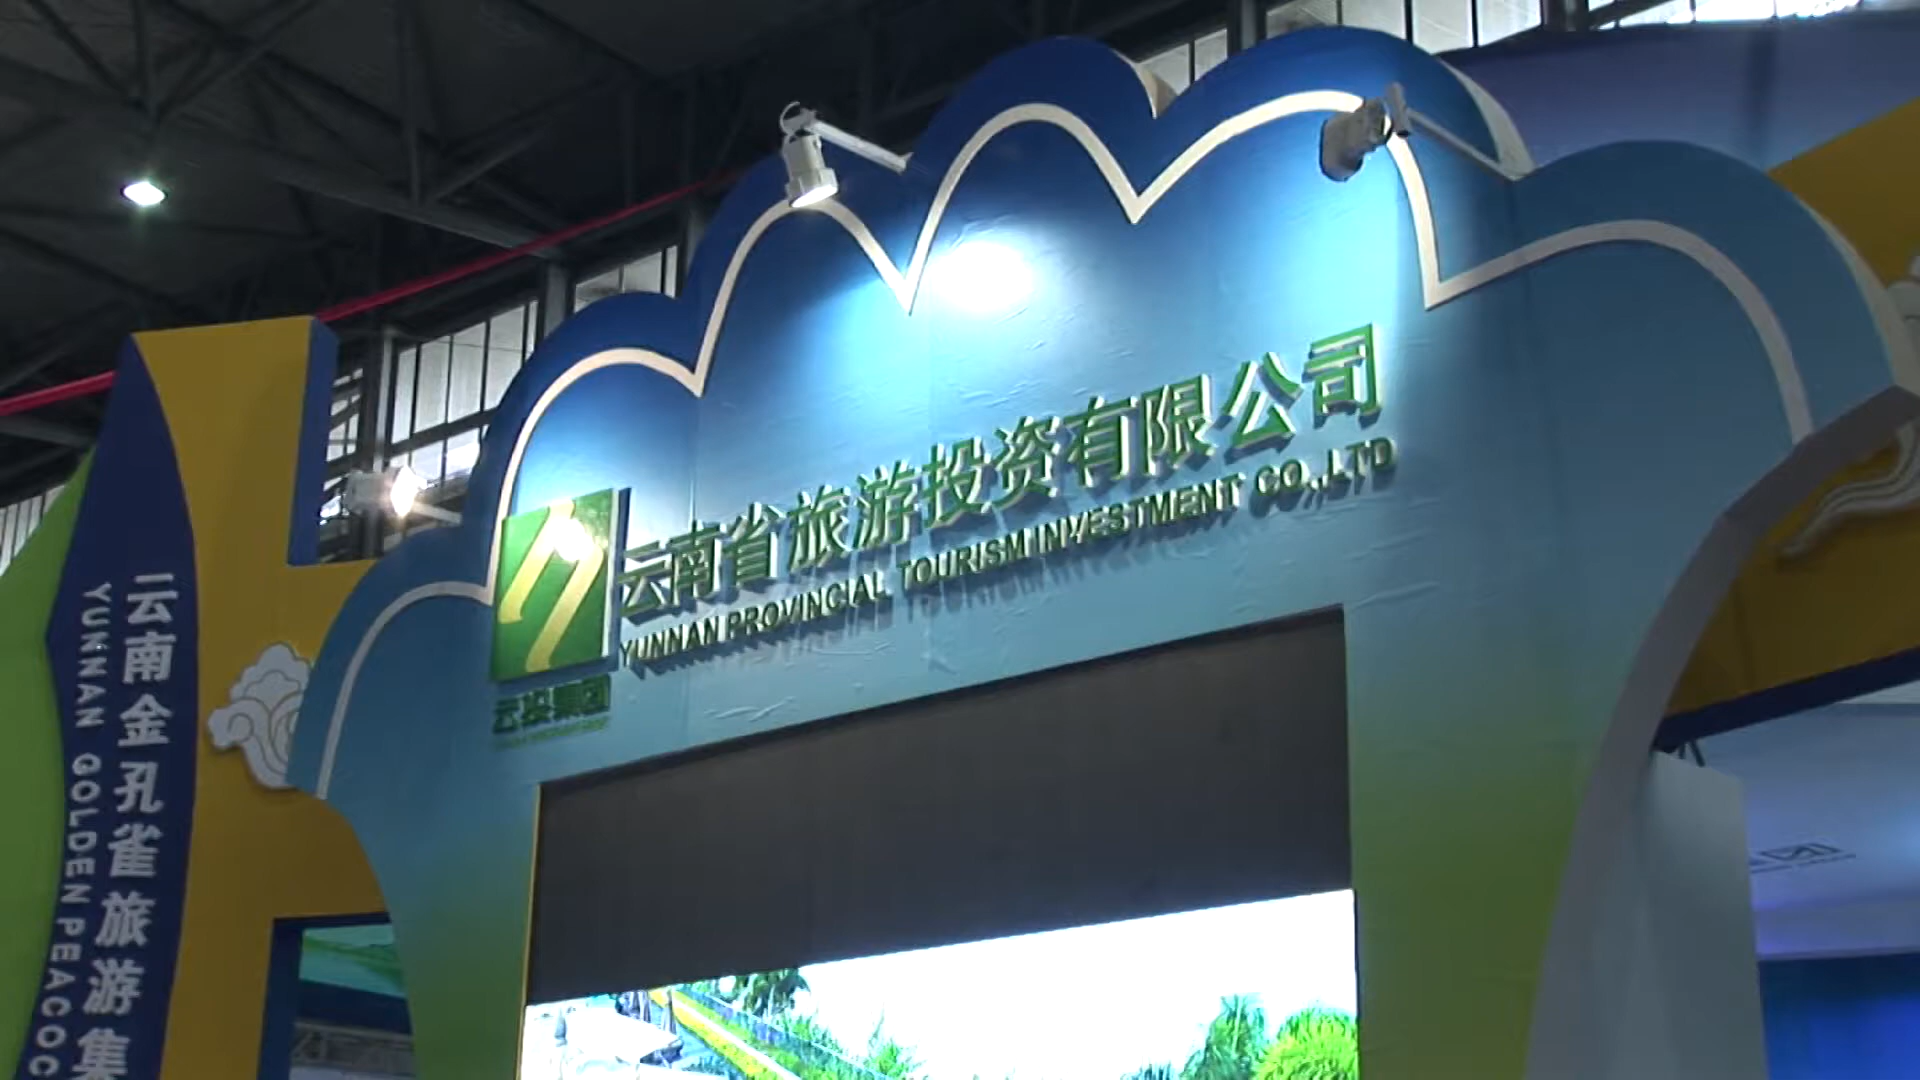 云南省旅游投资有限公司
YUNNAN PROVINCIAL TOURISM INVESTMENT CO.,LTD
云投集团
云南金孔雀旅游集
YUNNAN GOLDEN PEACOC